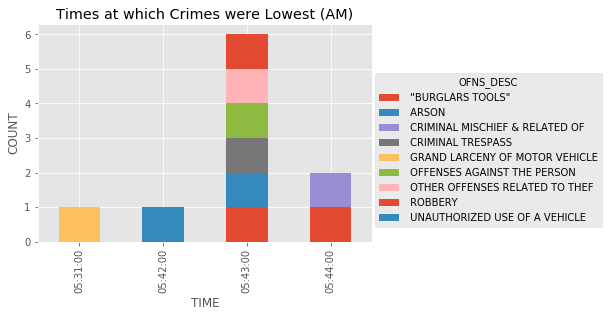 Times at which Crimes were Lowest (AM)
6
5
4
3
2
1
0
COUNT
05:31:00
05:42:00
05:43:00
05:44:00
TIME
OFNS_DESC
"BURGLARS TOOLS"
ARSON
CRIMINAL MISCHIEF & RELATED OF
CRIMINAL TRESPASS
GRAND LARCENY OF MOTOR VEHICLE
OFFENSES AGAINST THE PERSON
OTHER OFFENSES RELATED TO THEF
ROBBERY
UNAUTHORIZED USE OF A VEHICLE